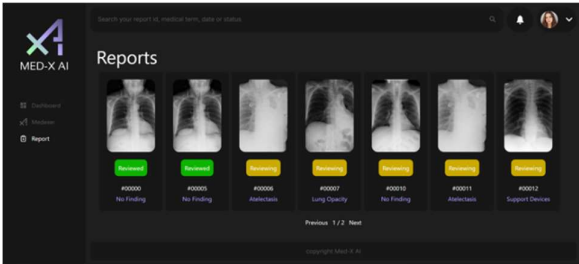 Search your report id, medical term, date or status
MED-X AI
Reports
Dashboard
Report
Reviewed Reviewed Reviewing Reviewing Reviewing Reviewing Reviewing
#00000 #00005 #00006 #00007 #00010 #00011 #00012
No Finding No Finding Atelectasis Lung Opacity No Finding Atelectasis Support Devices
Previous 1 / 2 Next
copyright Med-X AI